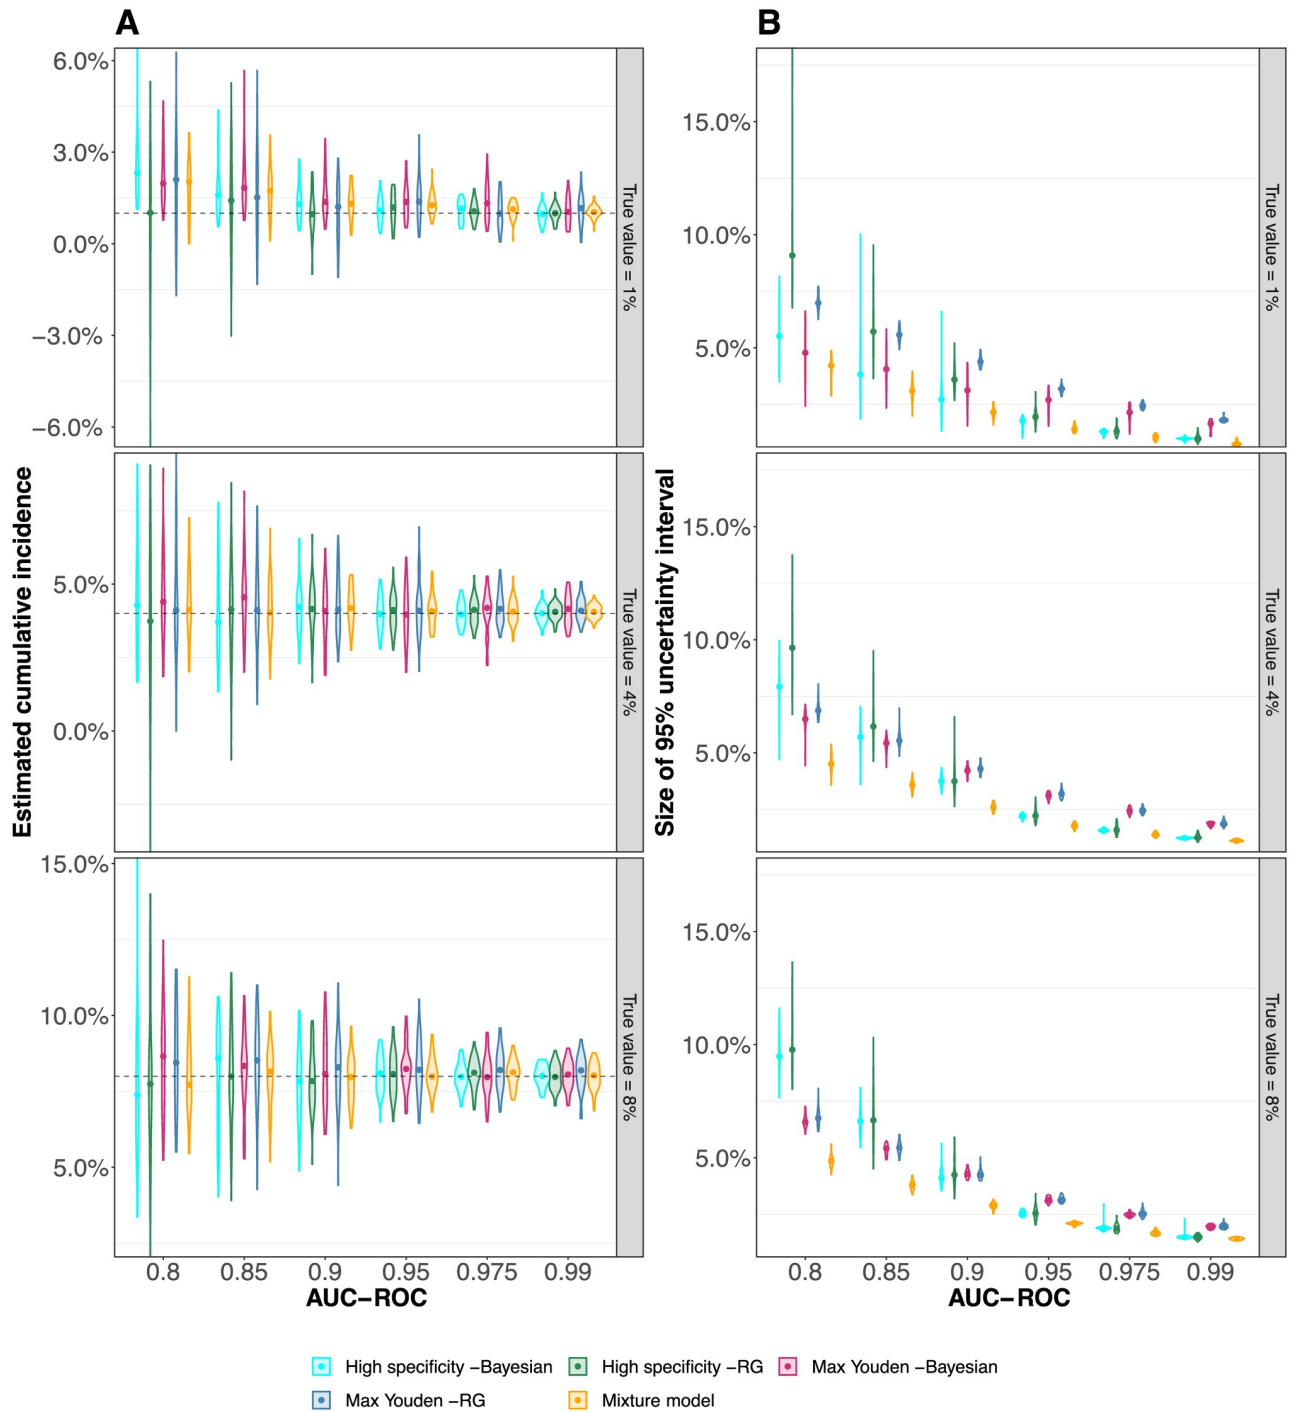 A
B
6.0%
3.0%
0.0%
−3.0%
−6.0%
True value = 1%
15.0%
10.0%
5.0%
True value = 1%
Estimated cumulative incidence
5.0%
0.0%
True value = 4%
Size of 95% uncertainty interval
15.0%
10.0%
5.0%
True value = 4%
15.0%
10.0%
5.0%
True value = 8%
15.0%
10.0%
5.0%
True value = 8%
0.8 0.85 0.9 0.95 0.975 0.99
AUC−ROC
0.8 0.85 0.9 0.95 0.975 0.99
AUC−ROC
High specificity −Bayesian High specificity −RG Max Youden −Bayesian
Max Youden −RG Mixture model